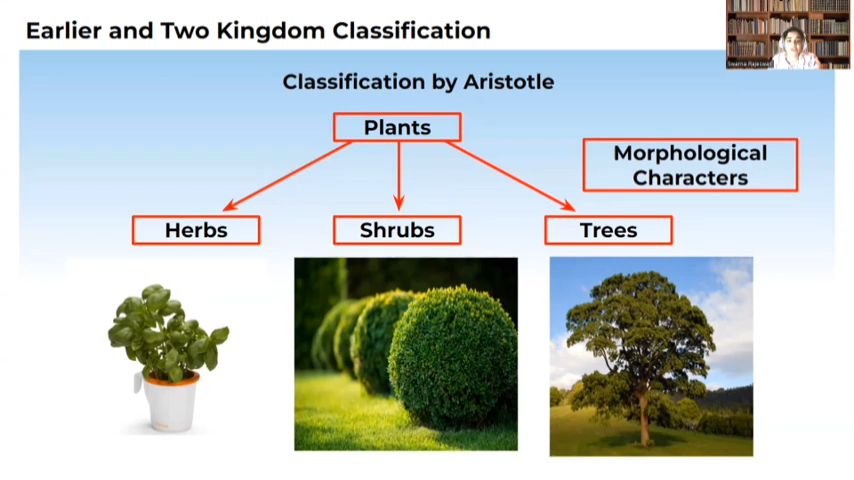 Earlier and Two Kingdom Classification
Classification by Aristotle
Plants
Morphological
Characters
Herbs
Shrubs
Trees